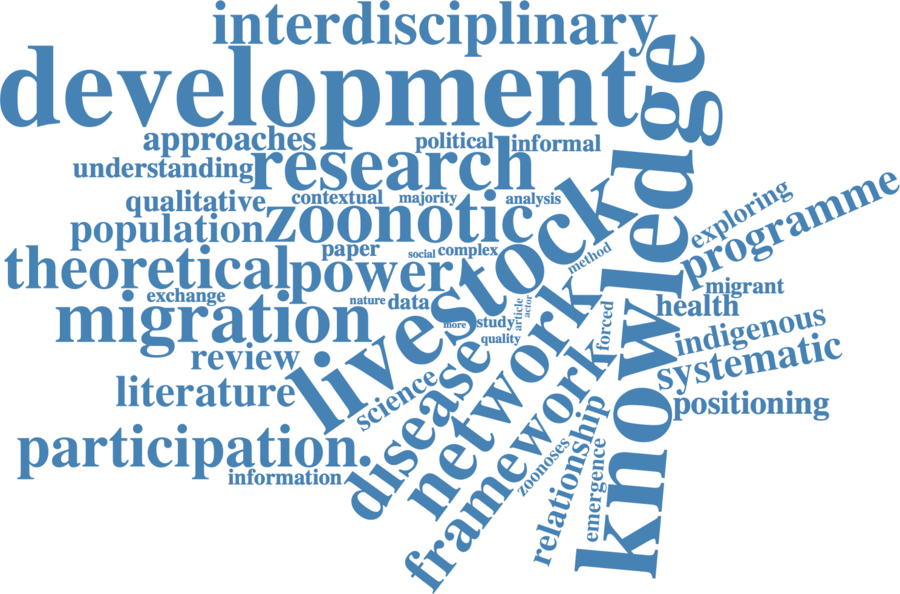 interdisciplinary
development
knowledge
approaches
political
informal
understanding
research
qualitative
contextual
majority
analysis
zoonotic
population
livestock
exploring
programme
paper
social
complex
method
theoretical
power
exchange
nature
data
migrant
health
migration
more
study
article
actor
quality
forced
indigenous
systematic
review
literature
science
disease
network
framework
positioning
participation.
information
zoonoses
relationship
emergence